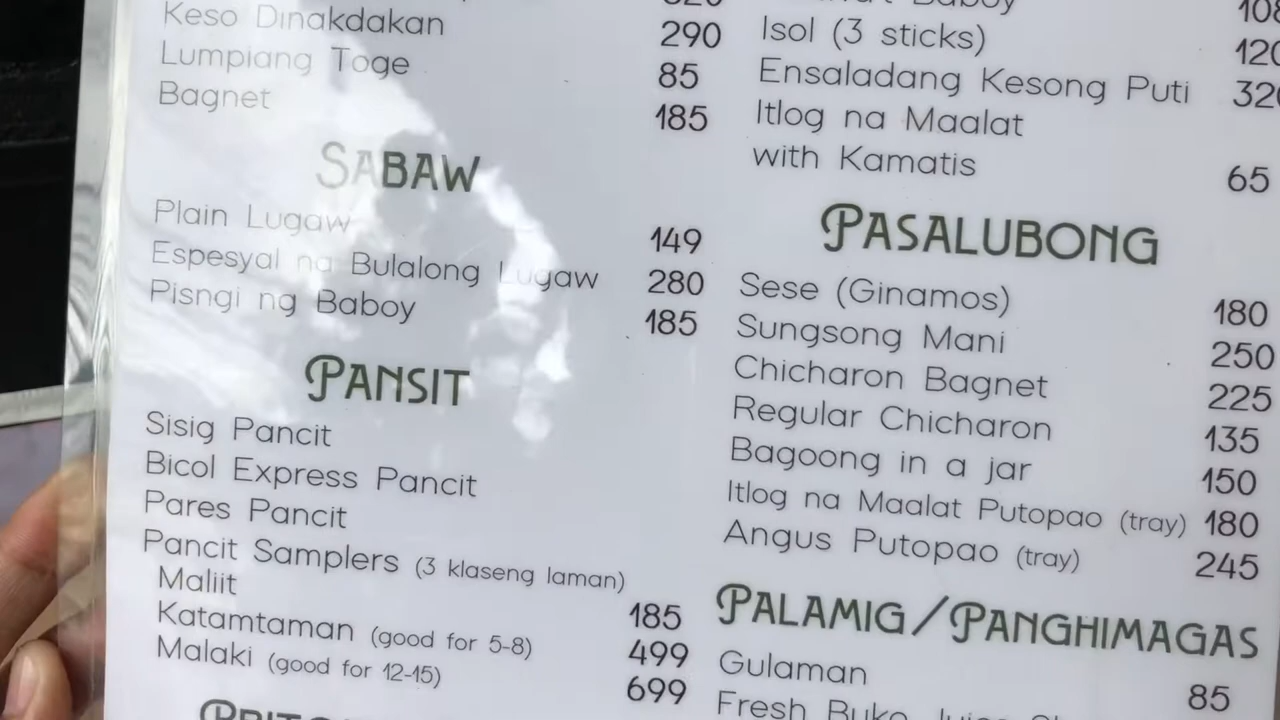 Keso Dinakdakan 290
Lumpiang Toge 85
Bagnet 185
SABAW
Plain Lugaw 149
Espesyal na Bulalong Lugaw 280
Pisngi ng Baboy 185
PANSIT
Sisig Pancit
Bicol Express Pancit
Pares Pancit
Pancit Samplers (3 klaseng laman)
Maliit 185
Katamtaman (good for 5-8) 499
Malaki (good for 12-15) 699
Baboy
Isol (3 sticks)
Ensaladang Kesong Puti
Itlog na Maalat
with Kamatis 65
PASALUBONG
Sese (Ginamos) 180
Sungsong Mani 250
Chicharon Bagnet 225
Regular Chicharon 135
Bagoong in a jar 150
Itlog na Maalat Putopao (tray) 180
Angus Putopao (tray) 245
PALAMIG/PANGHIMAGAS
Gulaman 85
Fresh Buko Juice